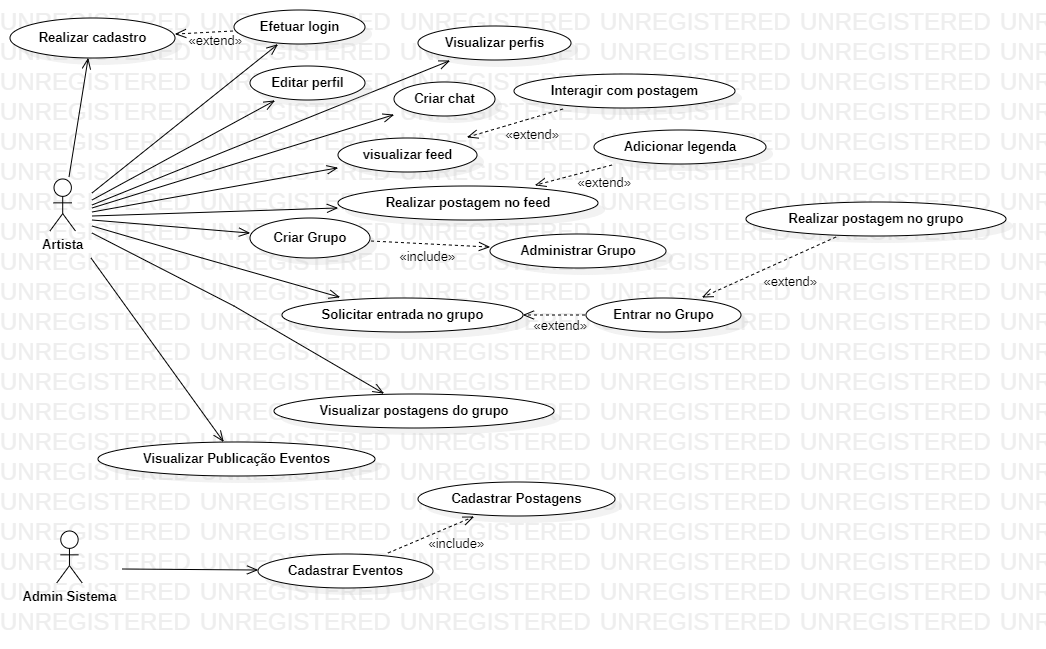 Realizar cadastro
Efetuar login
«extend»
Visualizar perfis
Editar perfil
Criar chat
Interagir com postagem
«extend»
visualizar feed
Adicionar legenda
«extend»
Realizar postagem no feed
Artista
Criar Grupo
«include»
Administrar Grupo
Realizar postagem no grupo
«extend»
Solicitar entrada no grupo
«extend»
Entrar no Grupo
Visualizar postagens do grupo
Visualizar Publicação Eventos
Cadastrar Postagens
«include»
Cadastrar Eventos
Admin Sistema
UNREGISTERED UNREGISTERED UNREGISTERED UNREGISTERED UNREGISTERED UNR